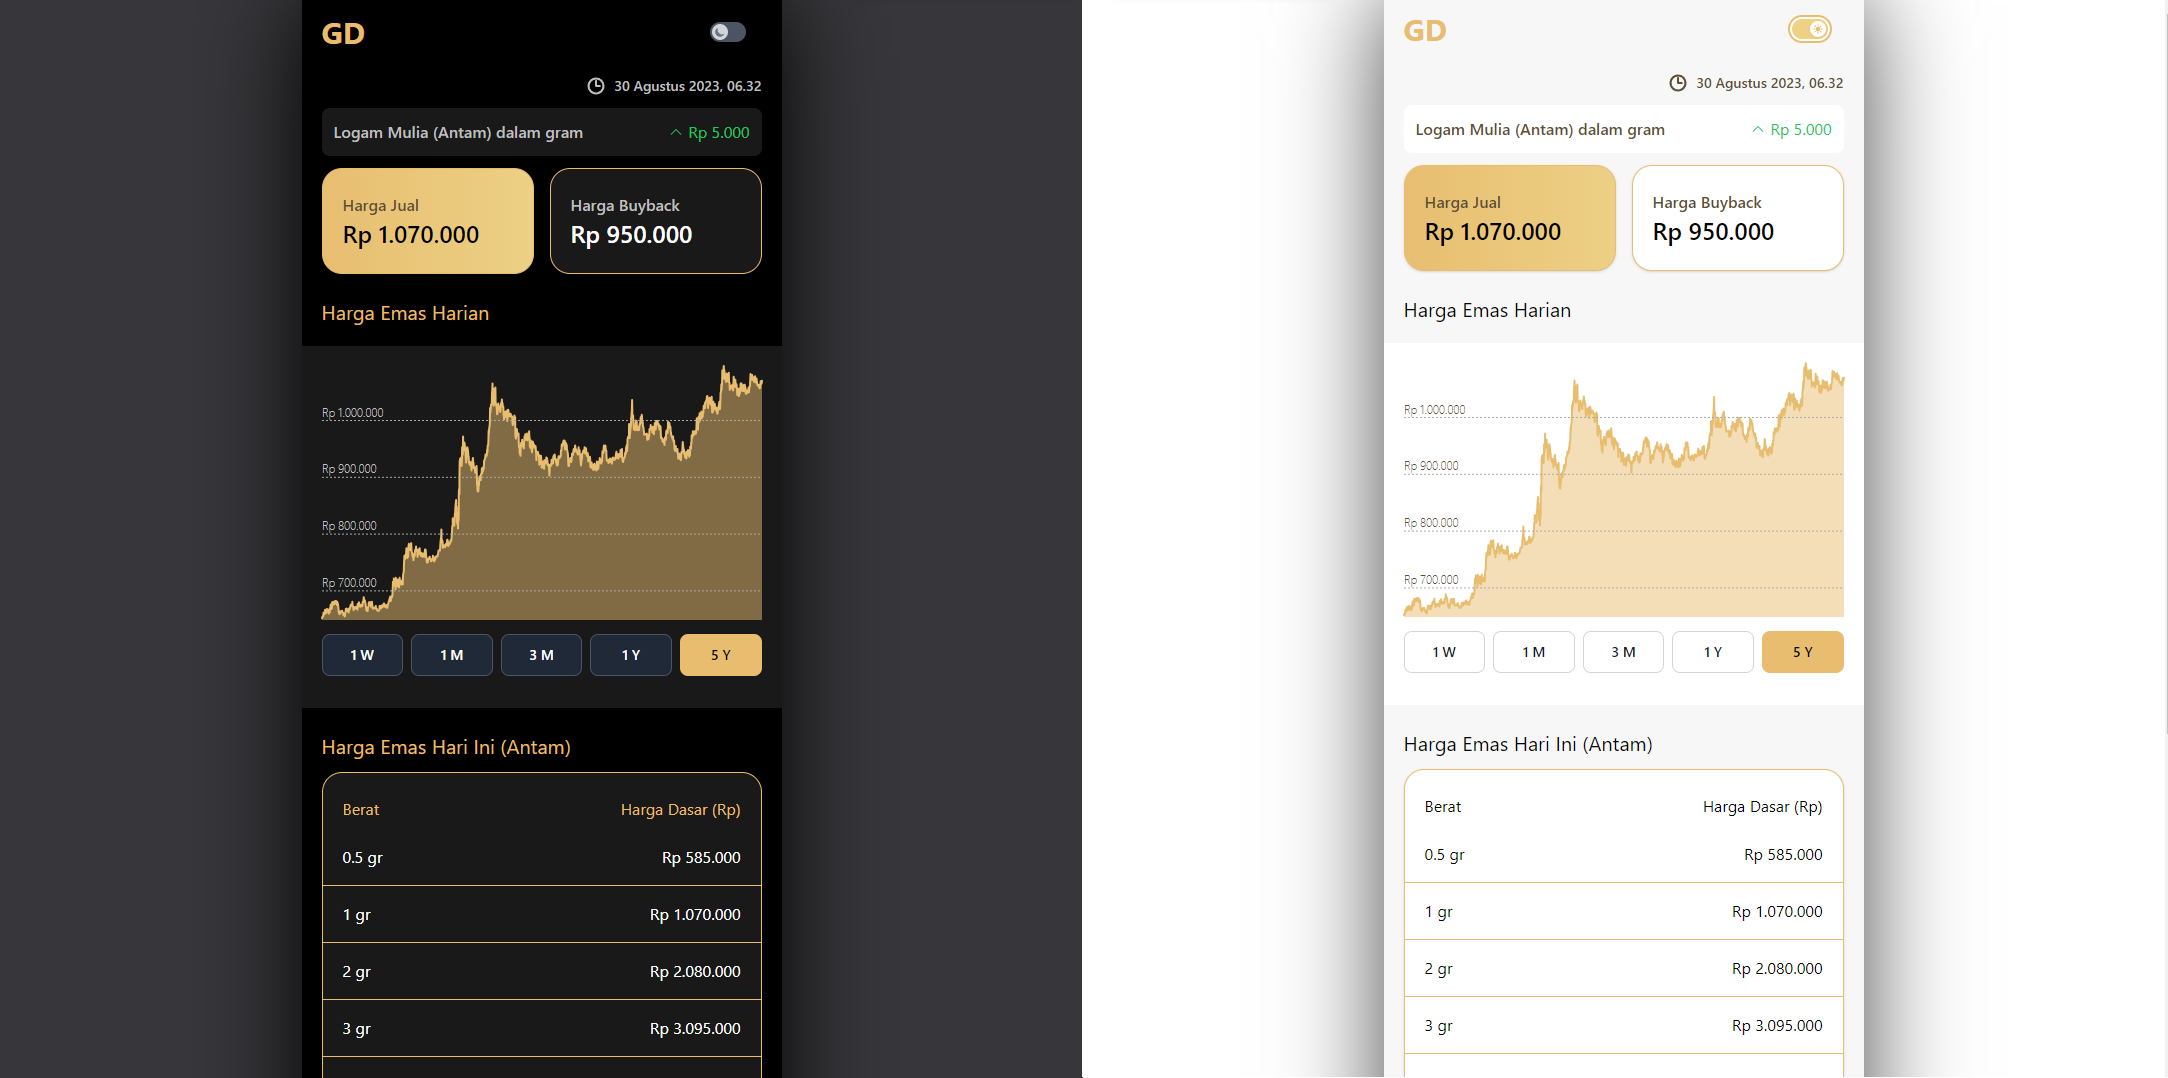 GD
30 Agustus 2023, 06.32
Logam Mulia (Antam) dalam gram
Rp 5.000
Harga Jual
Rp 1.070.000
Harga Buyback
Rp 950.000
Harga Emas Harian
Rp 1.000.000
Rp 900.000
Rp 800.000
Rp 700.000
1 W
1 M
3 M
1 Y
5 Y
Harga Emas Hari Ini (Antam)
Berat
Harga Dasar (Rp)
0.5 gr
Rp 585.000
1 gr
Rp 1.070.000
2 gr
Rp 2.080.000
3 gr
Rp 3.095.000
GD
30 Agustus 2023, 06.32
Logam Mulia (Antam) dalam gram
Rp 5.000
Harga Jual
Rp 1.070.000
Harga Buyback
Rp 950.000
Harga Emas Harian
Rp 1.000.000
Rp 900.000
Rp 800.000
Rp 700.000
1 W
1 M
3 M
1 Y
5 Y
Harga Emas Hari Ini (Antam)
Berat
Harga Dasar (Rp)
0.5 gr
Rp 585.000
1 gr
Rp 1.070.000
2 gr
Rp 2.080.000
3 gr
Rp 3.095.000